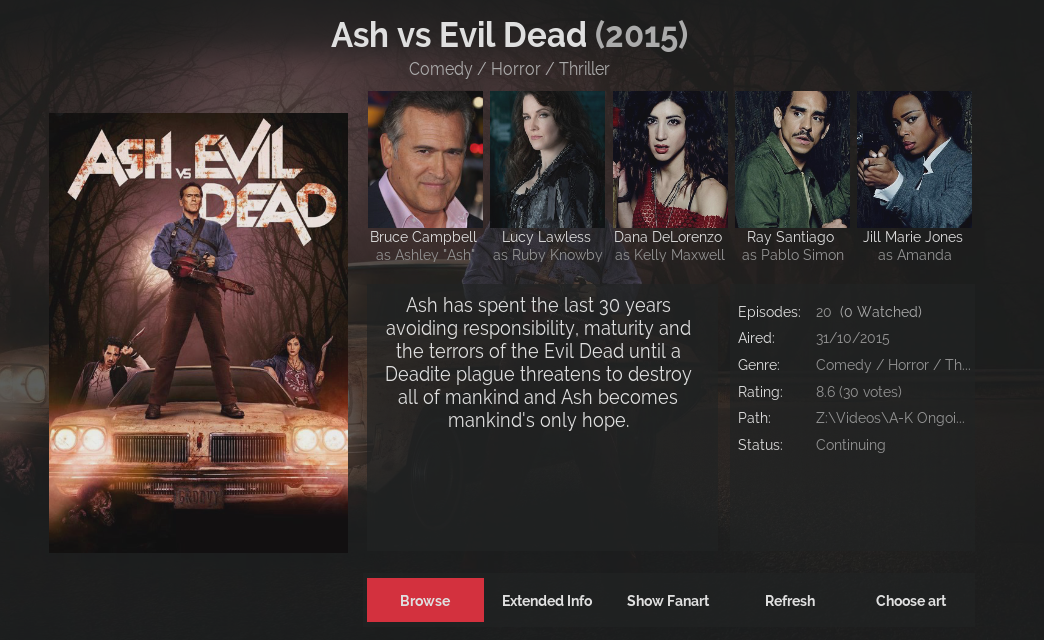 Ash vs Evil Dead (2015)
Comedy / Horror / Thriller
ASH vs EVIL
DEAD
GROOVY
Bruce Campbell
as Ashley "Ash"
Lucy Lawless
as Ruby Knowby
Dana DeLorenzo
as Kelly Maxwell
Ray Santiago
as Pablo Simon
Jill Marie Jones
as Amanda
Ash has spent the last 30 years
avoiding responsibility, maturity and
the terrors of the Evil Dead until a
Deadite plague threatens to destroy
all of mankind and Ash becomes
mankind's only hope.
Episodes: 20 (0 Watched)
Aired: 31/10/2015
Genre: Comedy / Horror / Th...
Rating: 8.6 (30 votes)
Path: Z:\Videos\A-K Ongoi...
Status: Continuing
Browse
Extended Info
Show Fanart
Refresh
Choose art